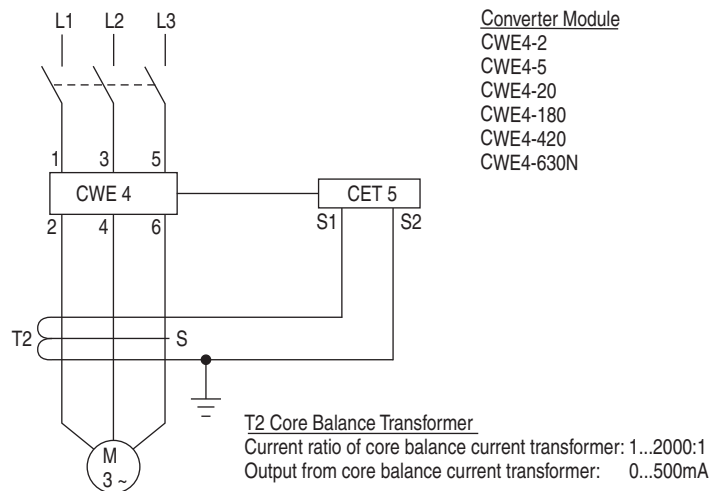 L1 L2 L3
Converter Module
CWE4-2
CWE4-5
CWE4-20
CWE4-180
CWE4-420
CWE4-630N
1 3 5
CWE 4
CET 5
2 4 6
S1 S2
T2
S
M
3 ~
T2 Core Balance Transformer
Current ratio of core balance current transformer: 1...2000:1
Output from core balance current transformer: 0...500mA